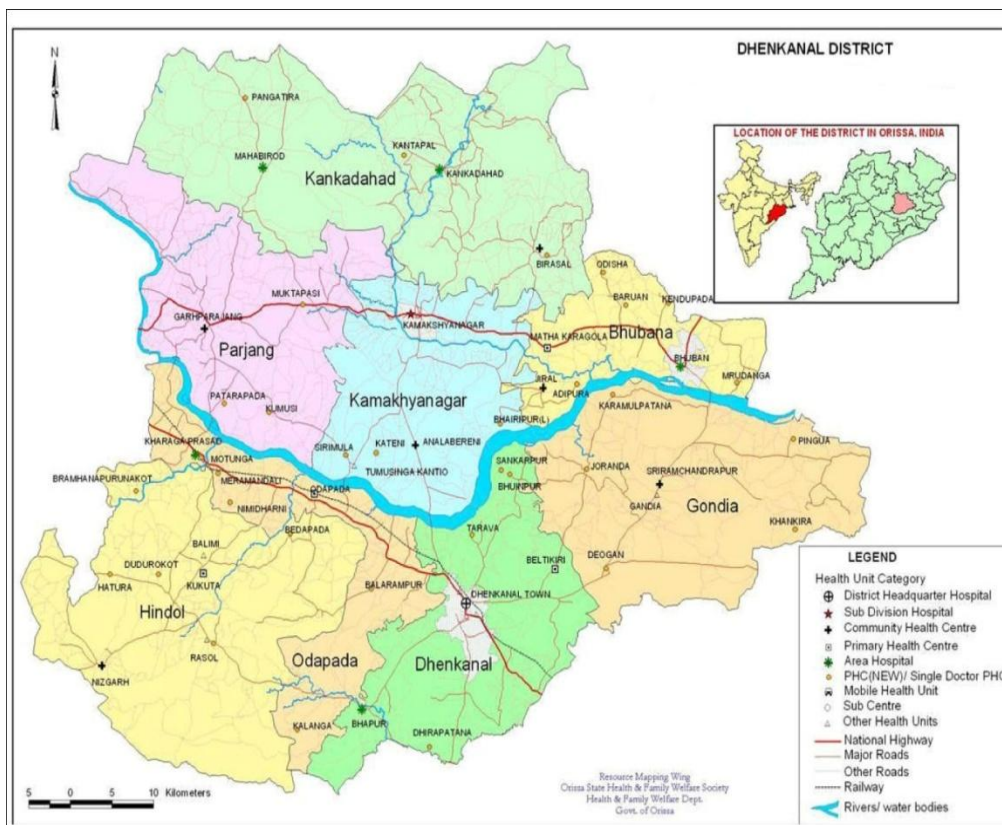 DHENKANAL DISTRICT
N
LOCATION OF THE DISTRICT IN ORISSA, INDIA
PANGATIRA
KANTAPAL
MAHABIROD
KANKADAHAD
Kankadahad
BIRASAL
ODISHA
MUKTAPASI
BARUAN
KENDUPADA
GARHPARAJANG
KAMAKSHYANAGAR
MATHA KARAGOLA
Bhubana
Parjang
BHUBAN
JIRAL
MRUDANGA
ADIPURA
PATARAPADA
Kamakhyanagar
KARAMULPATANA
KUMUSI
BHAIRIPUR(L)
KHARAGA PRASAD
SIRIMULA
KATENI
ANALABERENI
PINGUA
MOTUNGA
SANKARPUR
JORANDA
SRIRAMCHANDRAPUR
BRAMHANAPURUNAKOT
MERAMANDALI
TUMUSINGA KANTIO
BHUINPUR
ODAPADA
GANDIA
Gondia
NIMIDHARNI
KHANKIRA
BEDAPADA
TARAVA
BALIMI
DEOGAN
BELTIKIRI
DUDUROKOT
HATURA
KUKUTA
BALARAMPUR
DHENKANAL TOWN
Hindol
RASOL
Odapada
Dhenkanal
NIZGARH
KALANGA
BHAPUR
DHIRAPATANA
LEGEND
Health Unit Category
District Headquarter Hospital
Sub Division Hospital
Community Health Centre
Primary Health Centre
Area Hospital
PHC(NEW)/ Single Doctor PHC
Mobile Health Unit
Sub Centre
Other Health Units
National Highway
Major Roads
Other Roads
Railway
Rivers/ water bodies
5 0 5 10 Kilometers
Resource Mapping Wing
Orissa State Health & Family Welfare Society
Health & Family Welfare Dept.
Govt. of Orissa